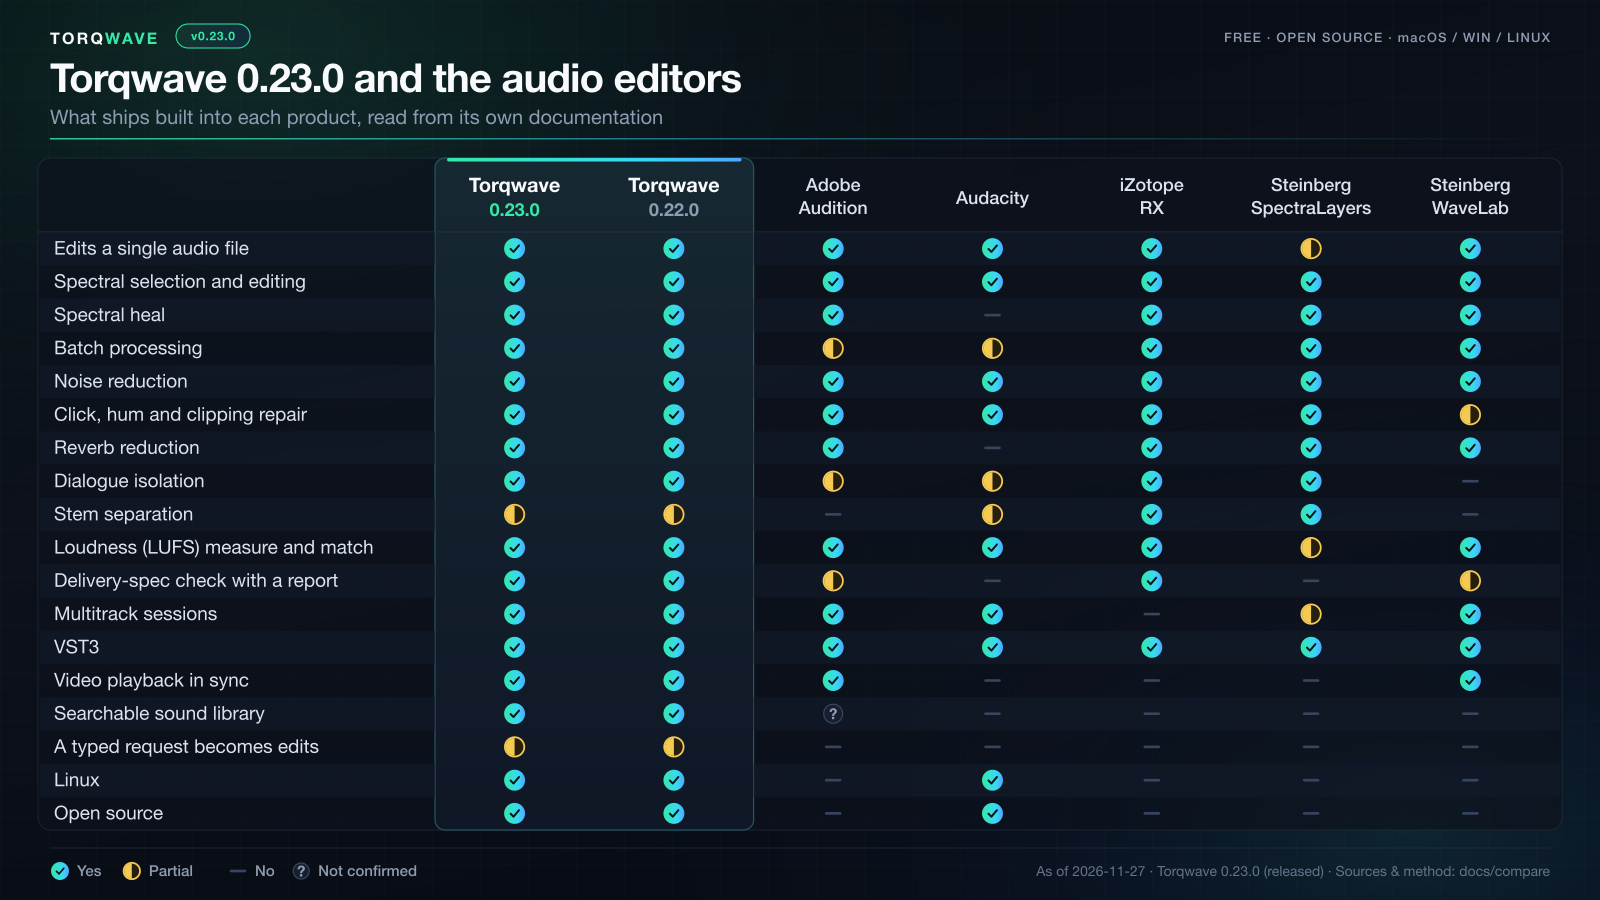 TORQWAVE v0.23.0
FREE · OPEN SOURCE · macOS / WIN / LINUX
Torqwave 0.23.0 and the audio editors
What ships built into each product, read from its own documentation
Torqwave
0.23.0
Torqwave
0.22.0
Adobe
Audition
Audacity
iZotope
RX
Steinberg
SpectraLayers
Steinberg
WaveLab
Edits a single audio file
Spectral selection and editing
Spectral heal
Batch processing
Noise reduction
Click, hum and clipping repair
Reverb reduction
Dialogue isolation
Stem separation
Loudness (LUFS) measure and match
Delivery-spec check with a report
Multitrack sessions
VST3
Video playback in sync
Searchable sound library ?
A typed request becomes edits
Linux
Open source
Yes Partial No ? Not confirmed
As of 2026-11-27 · Torqwave 0.23.0 (released) · Sources & method: docs/compare